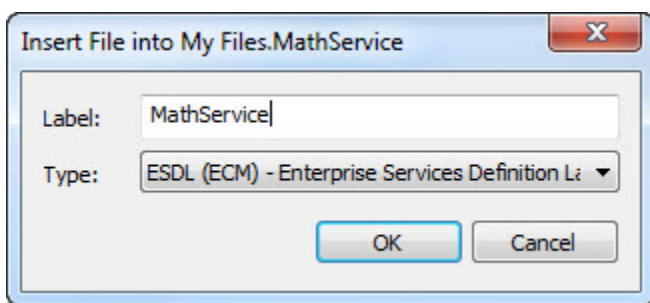 Insert File into My Files.MathService
Label: MathService
Type: ESDL (ECM) - Enterprise Services Definition La
OK Cancel